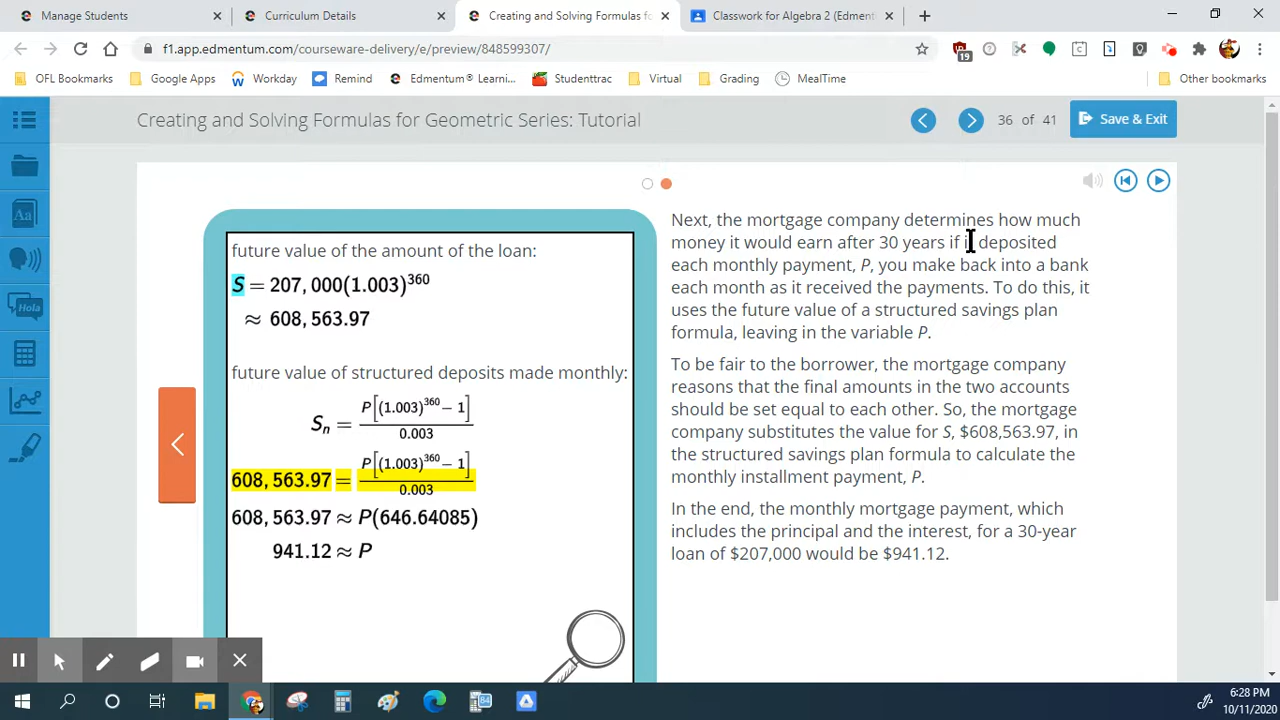 Manage Students
Curriculum Details
Creating and Solving Formulas fo
Classwork for Algebra 2 (Edment
f1.app.edmentum.com/courseware-delivery/e/preview/848599307/
19
OFL Bookmarks
Google Apps
Workday
Remind
Edmentum® Learni...
Studenttrac
Virtual
Grading
MealTime
Other bookmarks
Creating and Solving Formulas for Geometric Series: Tutorial
36 of 41
Save & Exit
Aa
Hola
future value of the amount of the loan:
S = 207,000(1.003)^360
≈ 608,563.97
future value of structured deposits made monthly:
Sₙ = P[(1.003)^360 − 1] / 0.003
608,563.97 = P[(1.003)^360 − 1] / 0.003
608,563.97 ≈ P(646.64085)
941.12 ≈ P
Next, the mortgage company determines how much
money it would earn after 30 years if deposited
each monthly payment, P, you make back into a bank
each month as it received the payments. To do this, it
uses the future value of a structured savings plan
formula, leaving in the variable P.
To be fair to the borrower, the mortgage company
reasons that the final amounts in the two accounts
should be set equal to each other. So, the mortgage
company substitutes the value for S, $608,563.97, in
the structured savings plan formula to calculate the
monthly installment payment, P.
In the end, the monthly mortgage payment, which
includes the principal and the interest, for a 30-year
loan of $207,000 would be $941.12.
6:28 PM
10/11/2020